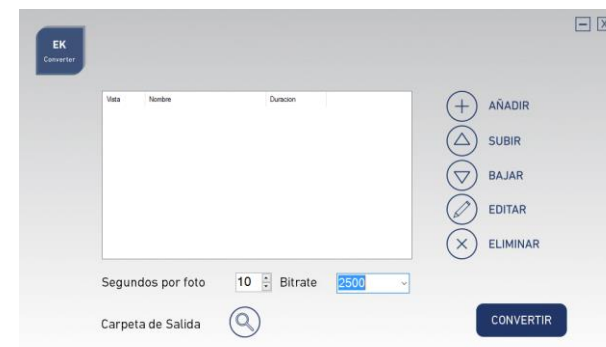 EK
Converter
Vista Nombre Duracion
AÑADIR
SUBIR
BAJAR
EDITAR
ELIMINAR
Segundos por foto 10 Bitrate 2500
Carpeta de Salida
CONVERTIR